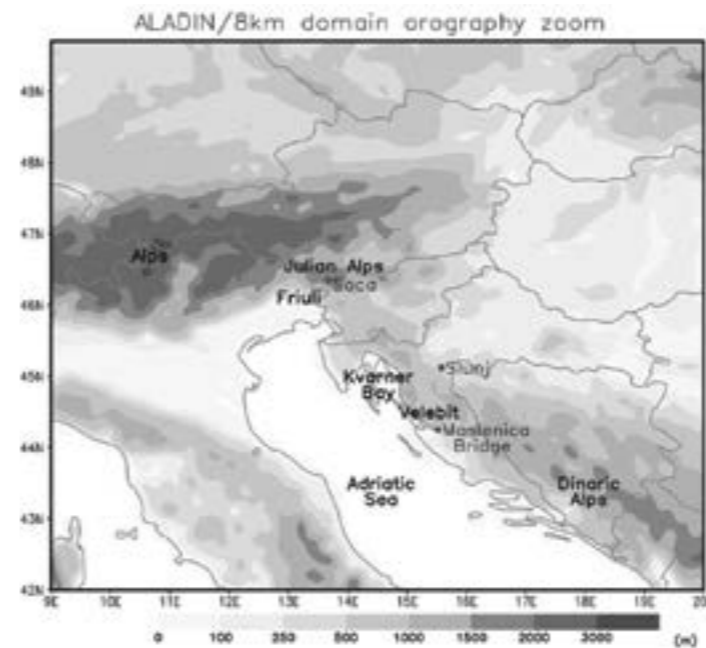 ALADIN/8km domain orography zoom
49N
48N
47N
46N
45N
44N
43N
42N
Alps
Julian Alps
Soca
Friuli
Slunj
Kvarner
Bay
Velebit
Maslenica
Bridge
Adriatic
Sea
Dinaric
Alps
9E 10E 11E 12E 13E 14E 15E 16E 17E 18E 19E 20
0 100 250 500 1000 1500 2000 3000 (m)